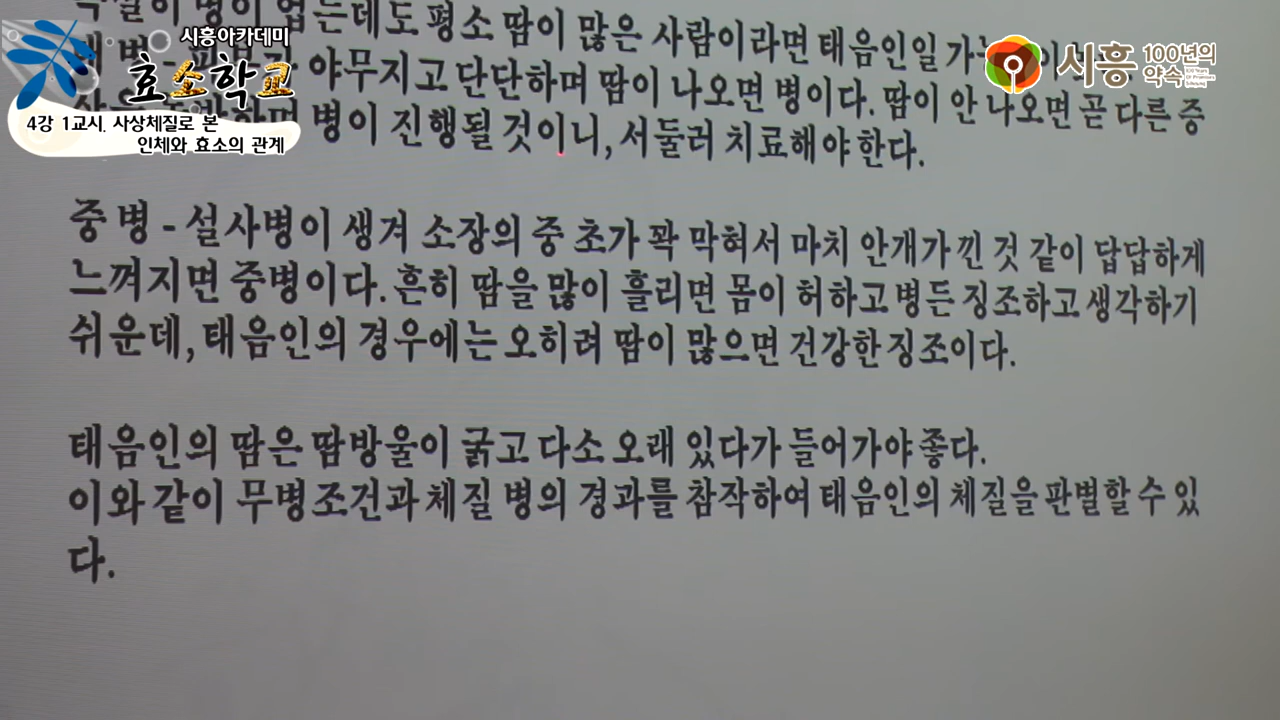 병이 없는데도 평소 땀이 많은 사람이라면 태음인일
야무지고 단단하며 땀이 나오면 병이다. 땀이 안 나오면 곧 다른 증
병이 진행될 것이니, 서둘러 치료해야 한다.
시흥아카데미
효소학교
4강 1교시. 사상체질로 본
인체와 효소의 관계
시흥 100년의
약속
중병 - 설사병이 생겨 소장의 중초가 꽉 막혀서 마치 안개가 낀 것 같이 답답하게
느껴지면 중병이다. 흔히 땀을 많이 흘리면 몸이 허하고 병든 징조하고 생각하기
쉬운데, 태음인의 경우에는 오히려 땀이 많으면 건강한 징조이다.
태음인의 땀은 땀방울이 굵고 다소 오래 있다가 들어가야 좋다.
이와 같이 무병조건과 체질 병의 경과를 참작하여 태음인의 체질을 판별할 수 있
다.